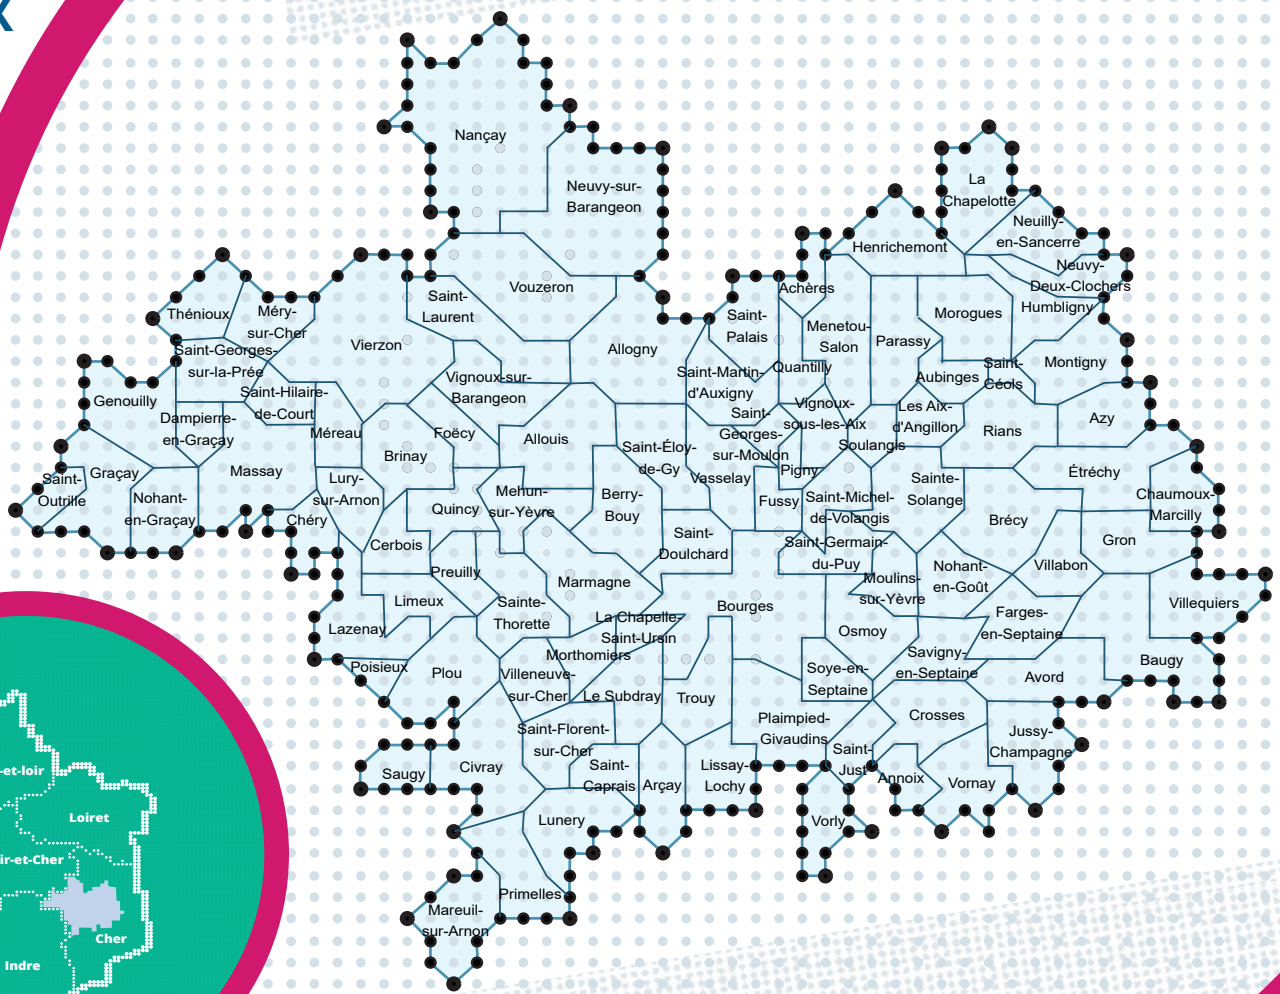 x
Nançay
Neuvy-sur-
Barangeon
La
Chapelotte
Neuilly-
en-Sancerre
Henrichemont
Neuvy-
Deux-Clochers
Humbligny
Thénioux
Méry-
sur-Cher
Saint-
Laurent
Vouzeron
Achères
Saint-
Palais
Menetou-
Salon
Morogues
Parassy
Vierzon
Allogny
Saint-Georges-
sur-la-Prée
Montigny
Quantilly
Saint-
Céols
Aubinges
Vignoux-sur-
Barangeon
Saint-Martin-
d'Auxigny
Genouilly
Saint-Hilaire-
de-Court
Vignoux-
sous-les-Aix
Les Aix-
d'Angillon
Dampierre-
en-Graçay
Saint-
Georges-
sur-Moulon
Azy
Méreau
Foëcy
Allouis
Rians
Soulangis
Saint-Éloy-
de-Gy
Brinay
Graçay
Massay
Pigny
Étréchy
Vasselay
Saint-
Outrille
Lury-
sur-Arnon
Sainte-
Solange
Nohant-
en-Graçay
Mehun-
sur-Yèvre
Berry-
Bouy
Fussy
Saint-Michel-
de-Volangis
Chaumoux-
Marcilly
Quincy
Chéry
Brécy
Saint-
Doulchard
Cerbois
Saint-Germain-
du-Puy
Gron
Preuilly
Marmagne
Nohant-
en-Goût
Villabon
Moulins-
sur-Yèvre
Limeux
Sainte-
Thorette
Bourges
Villequiers
La Chapelle-
Saint-Ursin
Farges-
en-Septaine
Lazenay
Osmoy
Morthomiers
Savigny-
en-Septaine
Baugy
Poisieux
Plou
Villeneuve-
sur-Cher
Soye-en-
Septaine
Avord
Le Subdray
Trouy
Crosses
Plaimpied-
Givaudins
Saint-Florent-
sur-Cher
Jussy-
Champagne
Saint-
Just
Saugy
Civray
Saint-
Caprais
Arçay
Lissay-
Lochy
Annoix
Vornay
Lunery
Vorly
Primelles
Mareuil-
sur-Arnon
-et-loir
Loiret
ir-et-Cher
Cher
Indre